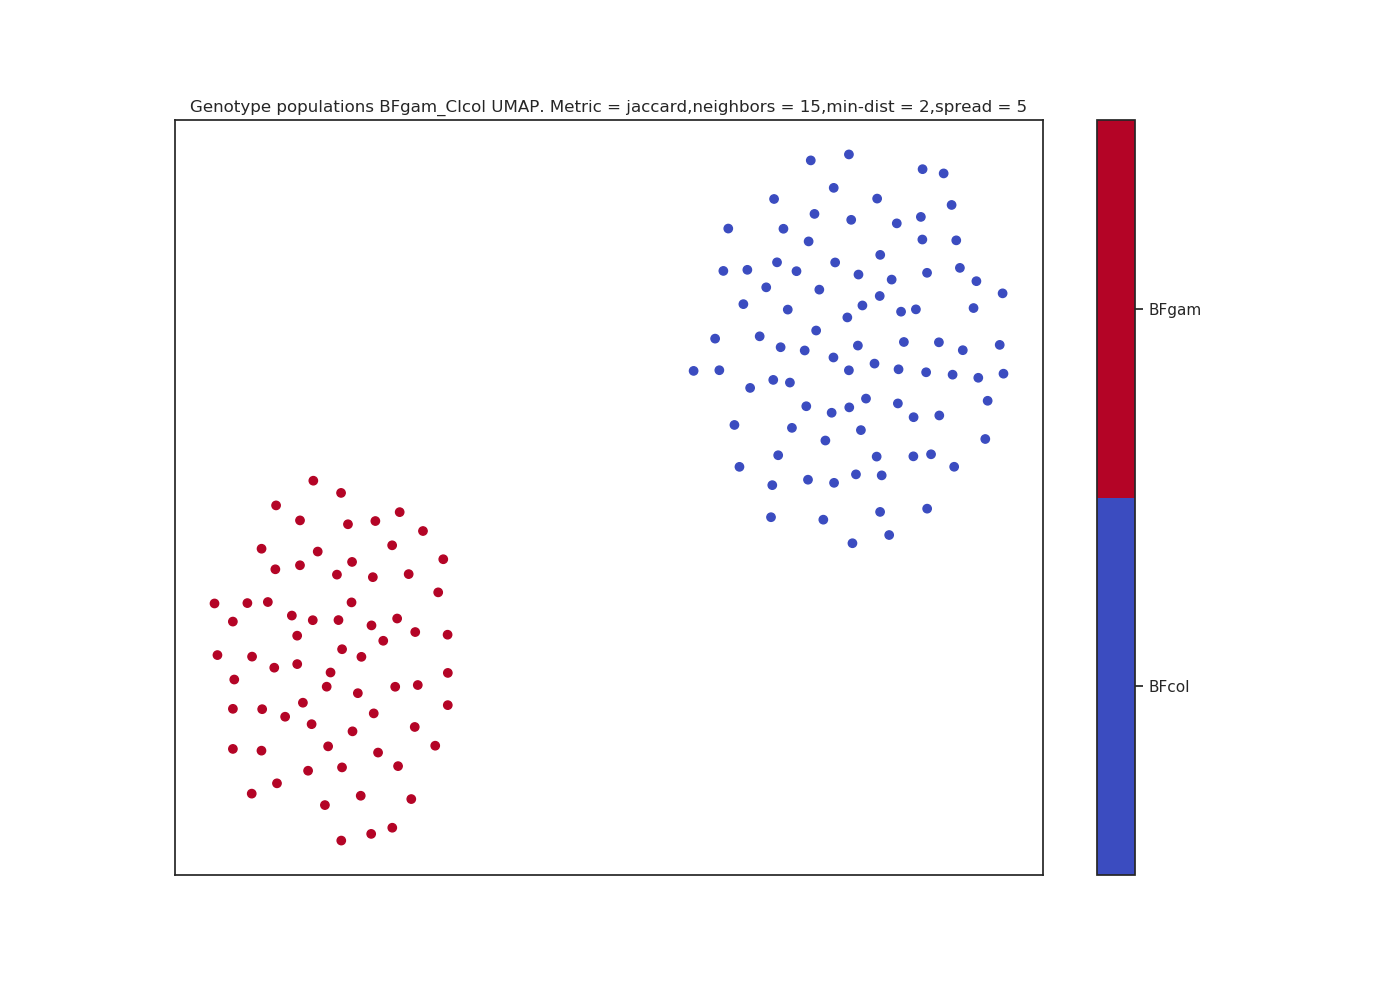 Genotype populations BFgam_CIcol UMAP. Metric = jaccard,neighbors = 15,min-dist = 2,spread = 5
BFgam
BFcol